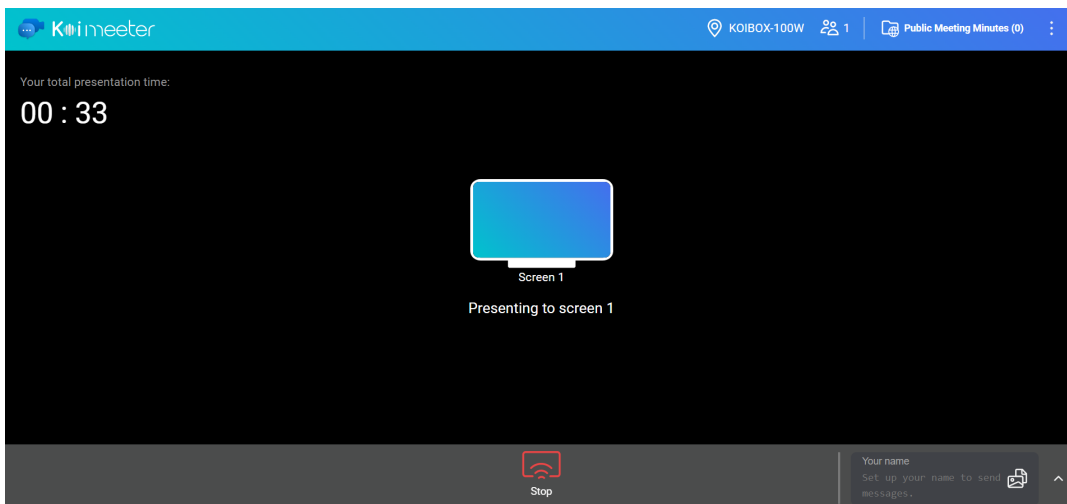 Koimeeter
KOIBOX-100W 1 Public Meeting Minutes (0)
Your total presentation time:
00 : 33
Screen 1
Presenting to screen 1
Stop
Your name
Set up your name to send
messages.